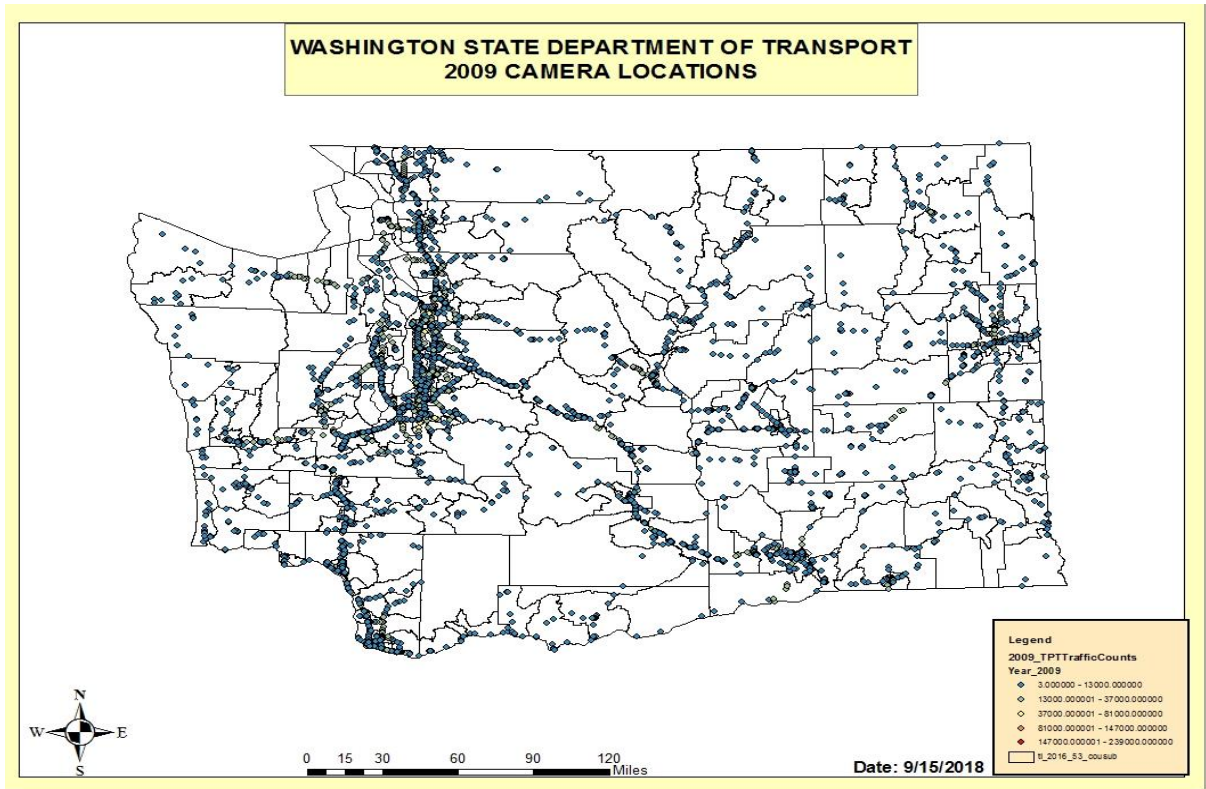 WASHINGTON STATE DEPARTMENT OF TRANSPORT
2009 CAMERA LOCATIONS
N
W E
S
0 15 30 60 90 120
Miles
Date: 9/15/2018
Legend
2009_TPTTrafficCounts
Year_2009
3.000000 - 13000.000000
13000.000001 - 37000.000000
37000.000001 - 81000.000000
81000.000001 - 147000.000000
147000.000001 - 239000.000000
tl_2016_53_cousub